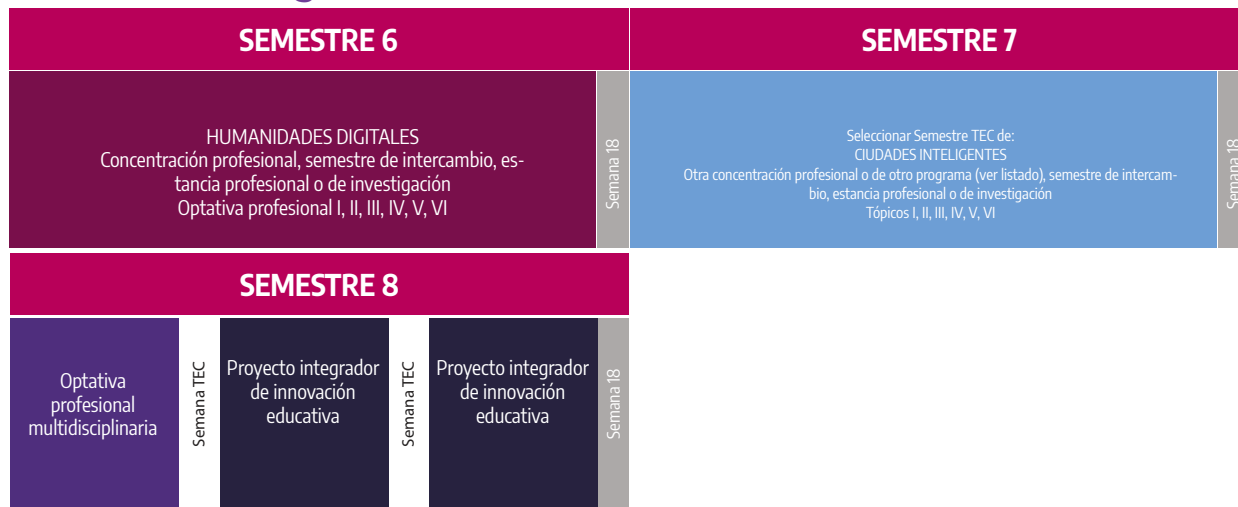 SEMESTRE 6
HUMANIDADES DIGITALES
Concentración profesional, semestre de intercambio, es-
tancia profesional o de investigación
Optativa profesional I, II, III, IV, V, VI
Semana 18
SEMESTRE 7
Seleccionar Semestre TEC de:
CIUDADES INTELIGENTES
Otra concentración profesional o de otro programa (ver listado), semestre de intercam-
bio, estancia profesional o de investigación
Tópicos I, II, III, IV, V, VI
Semana 18
SEMESTRE 8
Optativa
profesional
multidisciplinaria
Semana TEC
Proyecto integrador
de innovación
educativa
Semana TEC
Proyecto integrador
de innovación
educativa
Semana 18